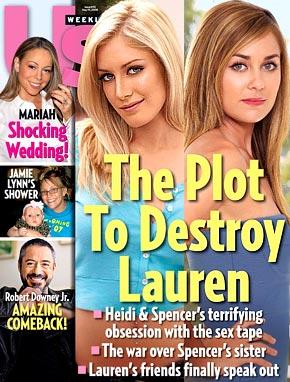 Us
WEEKLY
MARIAH
Shocking
Wedding!
JAMIE
LYNN'S
SHOWER
Robert Downey Jr.
AMAZING
COMEBACK!
The Plot
To Destroy
Lauren
Heidi & Spencer's terrifying
obsession with the sex tape
The war over Spencer's sister
Lauren's friends finally speak out